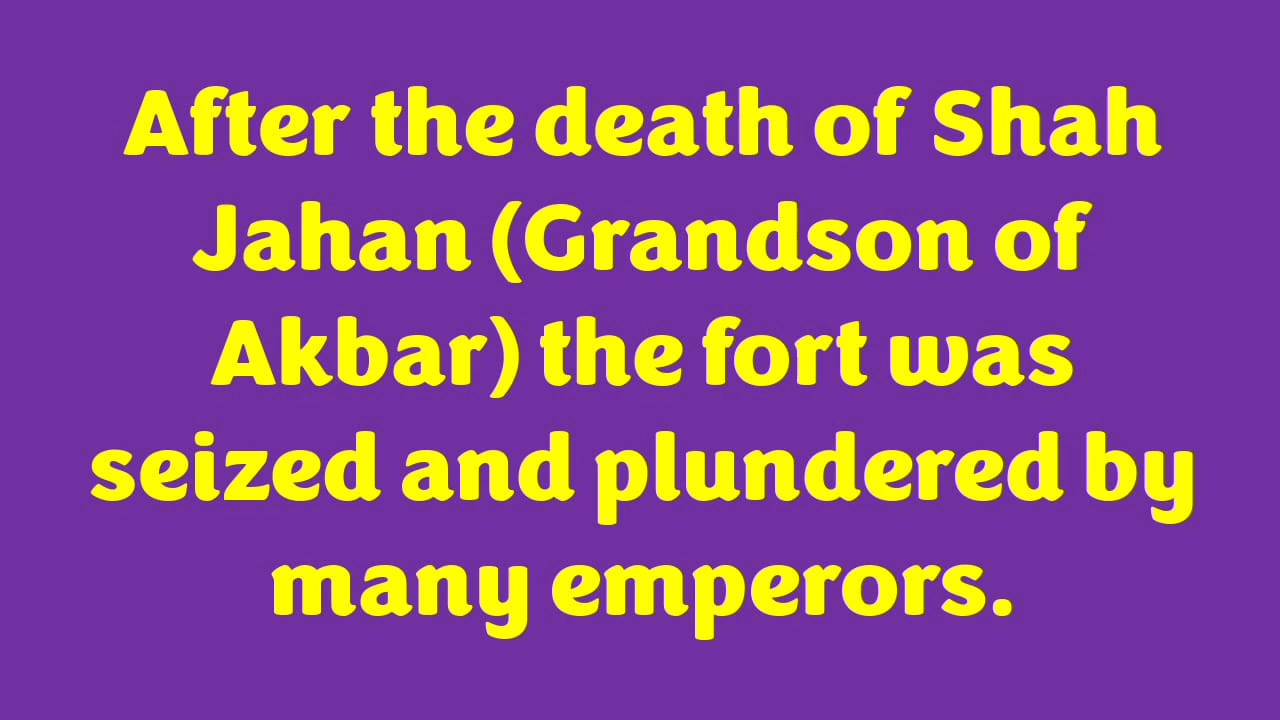 After the death of Shah
Jahan (Grandson of
Akbar) the fort was
seized and plundered by
many emperors.